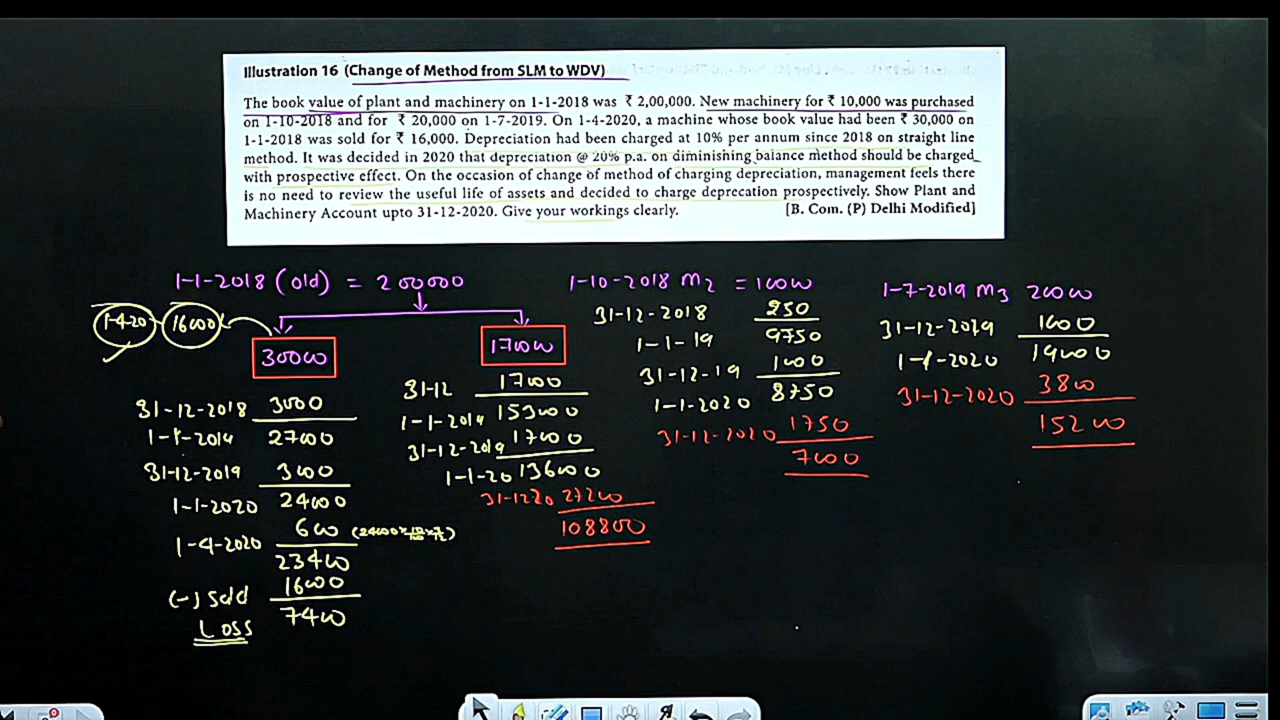 Illustration 16 (Change of Method from SLM to WDV)
The book value of plant and machinery on 1-1-2018 was ₹ 2,00,000. New machinery for ₹ 10,000 was purchased
on 1-10-2018 and for ₹ 20,000 on 1-7-2019. On 1-4-2020, a machine whose book value had been ₹ 30,000 on
1-1-2018 was sold for ₹ 16,000. Depreciation had been charged at 10% per annum since 2018 on straight line
method. It was decided in 2020 that depreciation @ 20% p.a. on diminishing balance method should be charged
with prospective effect. On the occasion of change of method of charging depreciation, management feels there
is no need to review the useful life of assets and decided to charge deprecation prospectively. Show Plant and
Machinery Account upto 31-12-2020. Give your workings clearly. [B. Com. (P) Delhi Modified]
1-1-2018 (old) = 200000
1-4-20 16000
30000
31-12-2018 3000
27000
31-12-2019 3000
1-1-2020 24000
1-4-2020 600
23400
(-) Sold 16000
Loss 7400
170000
31-12 17000
1-1-2019 153000
31-12-2019 17000
1-1-20 136000
31-12 20 27200
108800
1-10-2018 M2 = 10000
31-12-2018 250
1-1-19 9750
31-12-19 1000
1-1-2020 8750
31-12-2020 1750
7000
1-7-2019 M3 20000
31-12-2019 1000
1-1-2020 19000
31-12-2020 3800
15200